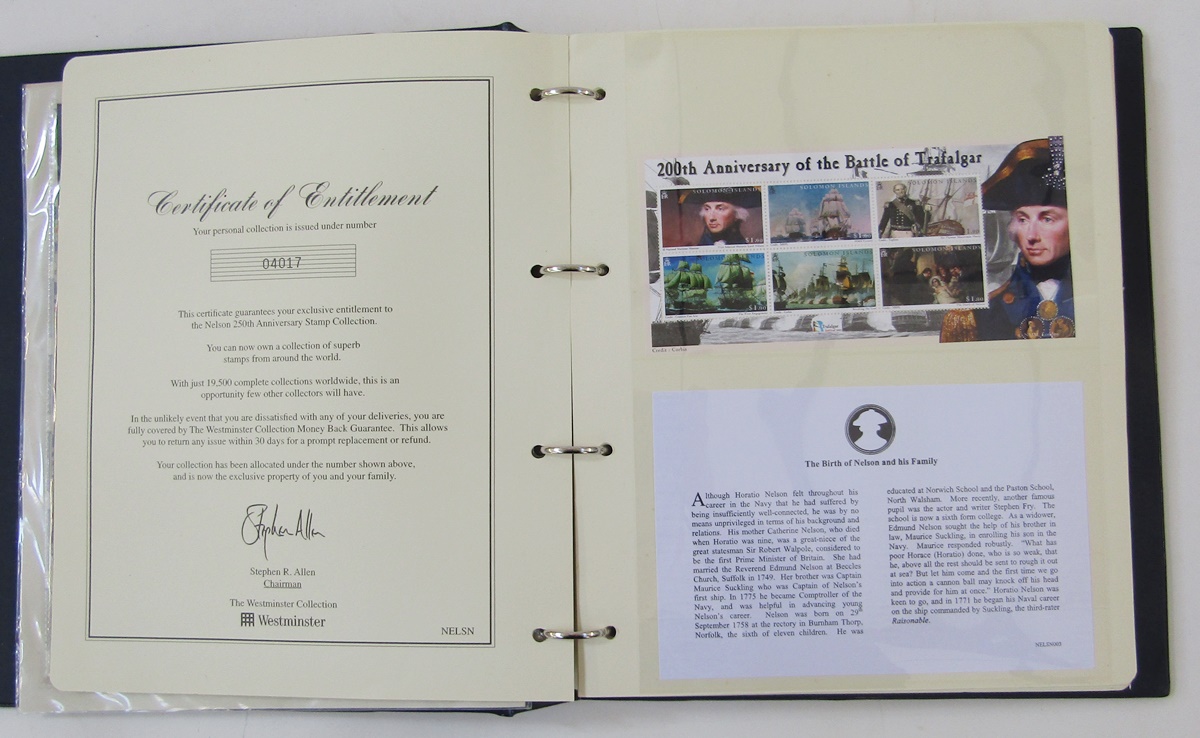 Certificate of Entitlement
Your personal collection is issued under number
04017
This certificate guarantees your exclusive entitlement to
the Nelson 250th Anniversary Stamp Collection.
You can now own a collection of superb
stamps from around the world.
With just 19,500 complete collections worldwide, this is an
opportunity few other collectors will have.
In the unlikely event that you are dissatisfied with any of your deliveries, you are
fully covered by The Westminster Collection Money Back Guarantee. This allows
you to return any issue within 30 days for a prompt replacement or refund.
Your collection has been allocated under the number shown above,
and is now the exclusive property of you and your family.
Stephen Allen
Stephen R. Allen
Chairman
The Westminster Collection
Westminster
NELSN
200th Anniversary of the Battle of Trafalgar
SOLOMON ISLANDS
SOLOMON ISLANDS
SOLOMON ISLANDS
$1.90
SOLOMON ISLANDS
SOLOMON ISLANDS
SOLOMON ISLANDS
Trafalgar
Credit - Corbis
The Birth of Nelson and his Family
Although Horatio Nelson felt throughout his
career in the Navy that he had suffered by
being insufficiently well-connected, he was by no
means unprivileged in terms of his background and
relations. His mother Catherine Nelson, who died
when Horatio was nine, was a great-niece of the
great statesman Sir Robert Walpole, considered to
be the first Prime Minister of Britain. She had
married the Reverend Edmund Nelson at Beccles
Church, Suffolk in 1749. Her brother was Captain
Maurice Suckling who was Captain of Nelson's
first ship. In 1775 he became Comptroller of the
Navy, and was helpful in advancing young
Nelson's career. Nelson was born on 29th
September 1758 at the rectory in Burnham Thorp,
Norfolk, the sixth of eleven children. He was
educated at Norwich School and the Paston School,
North Walsham. More recently, another famous
pupil was the actor and writer Stephen Fry. The
school is now a sixth form college. As a widower,
Edmund Nelson sought the help of his brother in
law, Maurice Suckling, in enrolling his son in the
Navy. Maurice responded robustly. "What has
poor Horace (Horatio) done, who is so weak, that
he, above all the rest should be sent to rough it out
at sea? But let him come and the first time we go
into action a cannon ball may knock off his head
and provide for him at once." Horatio Nelson was
keen to go, and in 1771 he began his Naval career
on the ship commanded by Suckling, the third-rater
Raisonable.